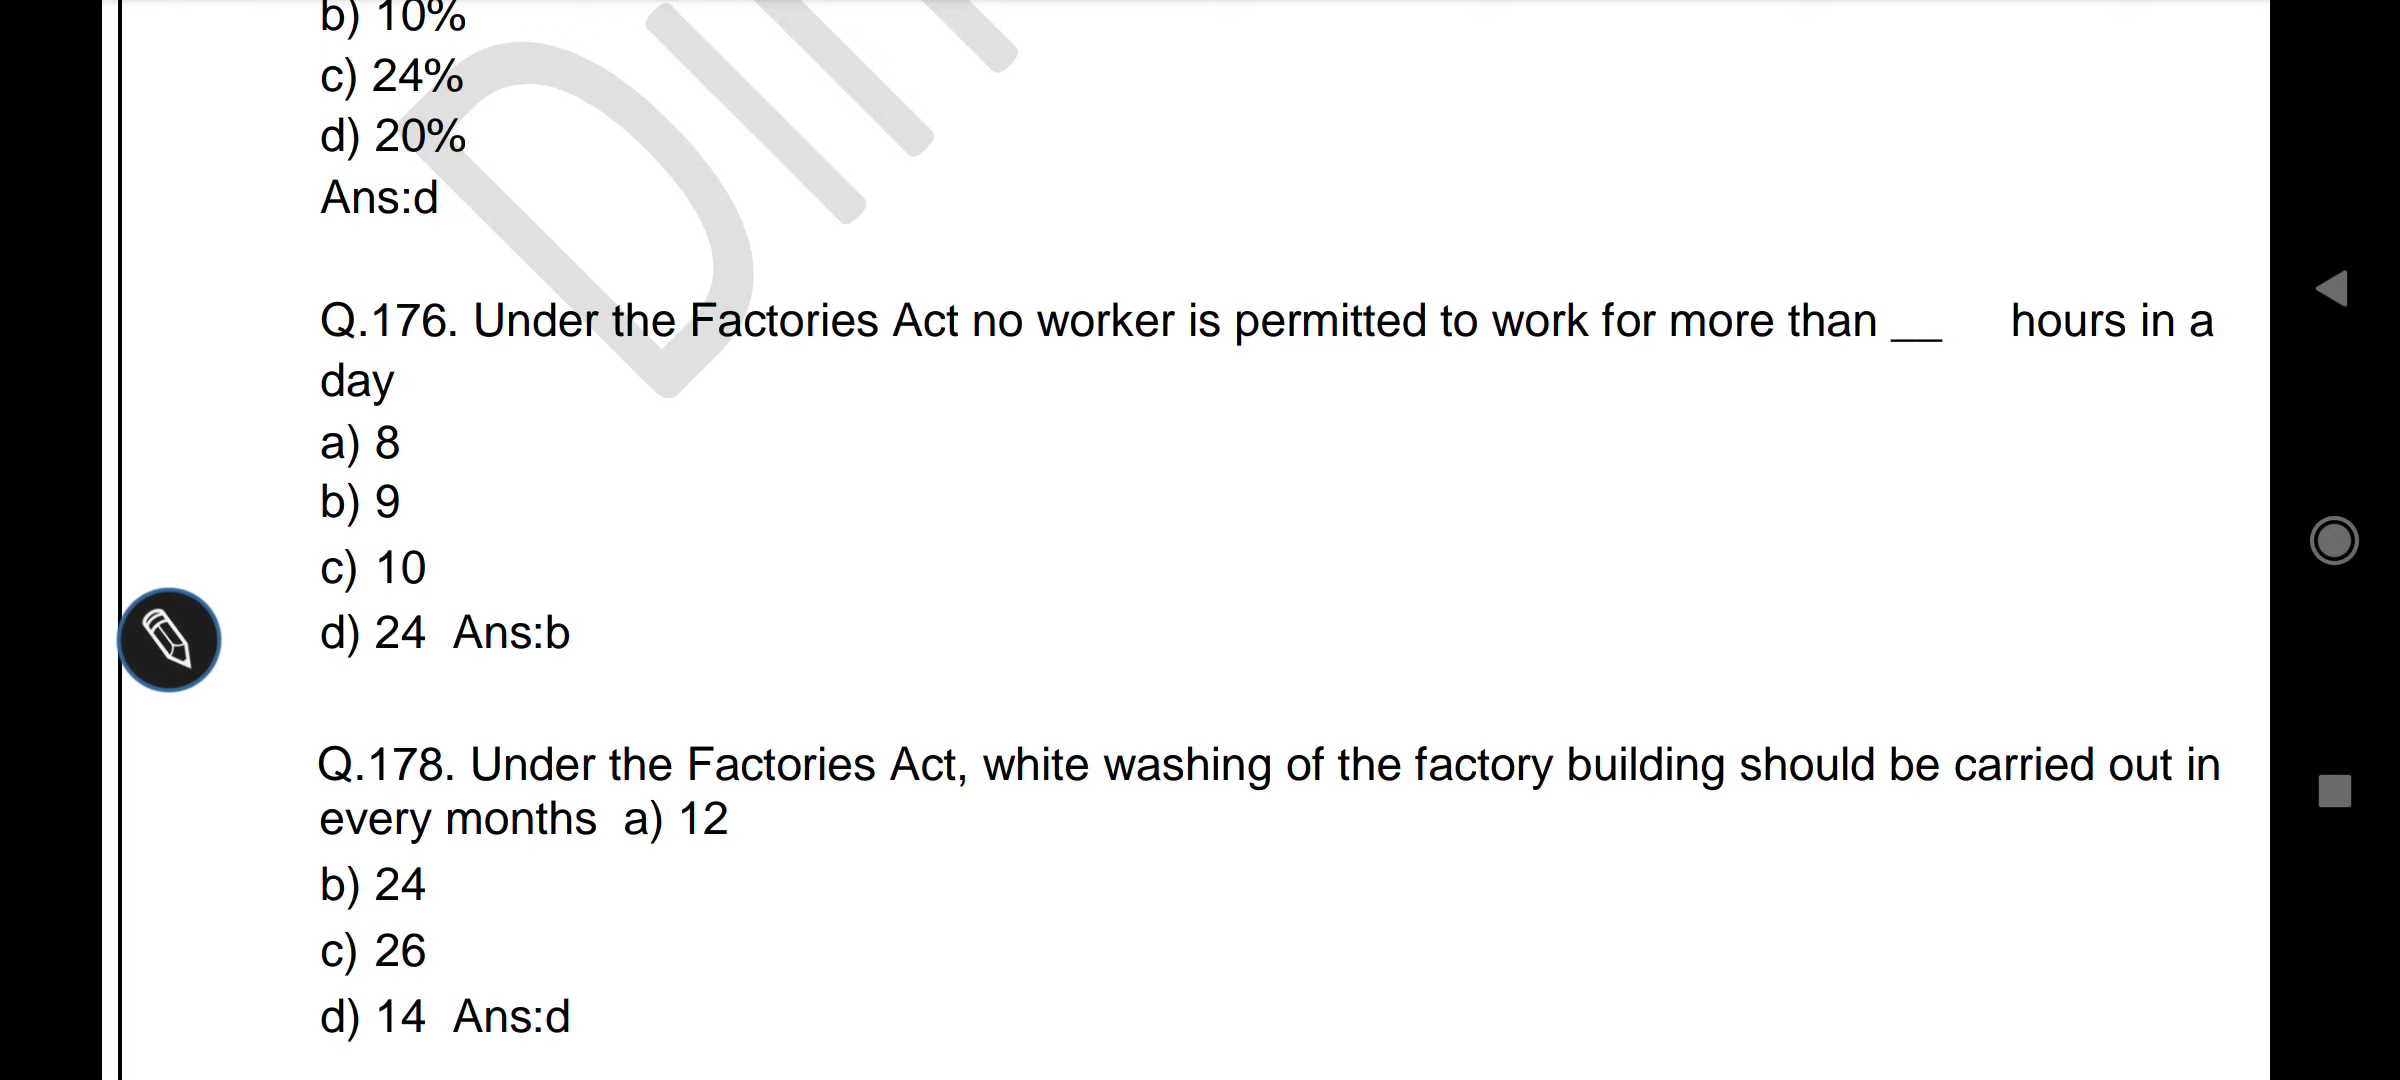 b) 10%
c) 24%
d) 20%
Ans:d
Q.176. Under the Factories Act no worker is permitted to work for more than __ hours in a
day
a) 8
b) 9
c) 10
d) 24 Ans:b
Q.178. Under the Factories Act, white washing of the factory building should be carried out in
every months a) 12
b) 24
c) 26
d) 14 Ans:d